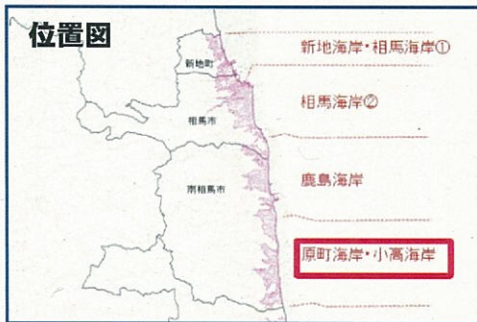 位置図
新地町
新地海岸・相馬海岸①
相馬市
相馬海岸②
南相馬市
鹿島海岸
原町海岸・小高海岸